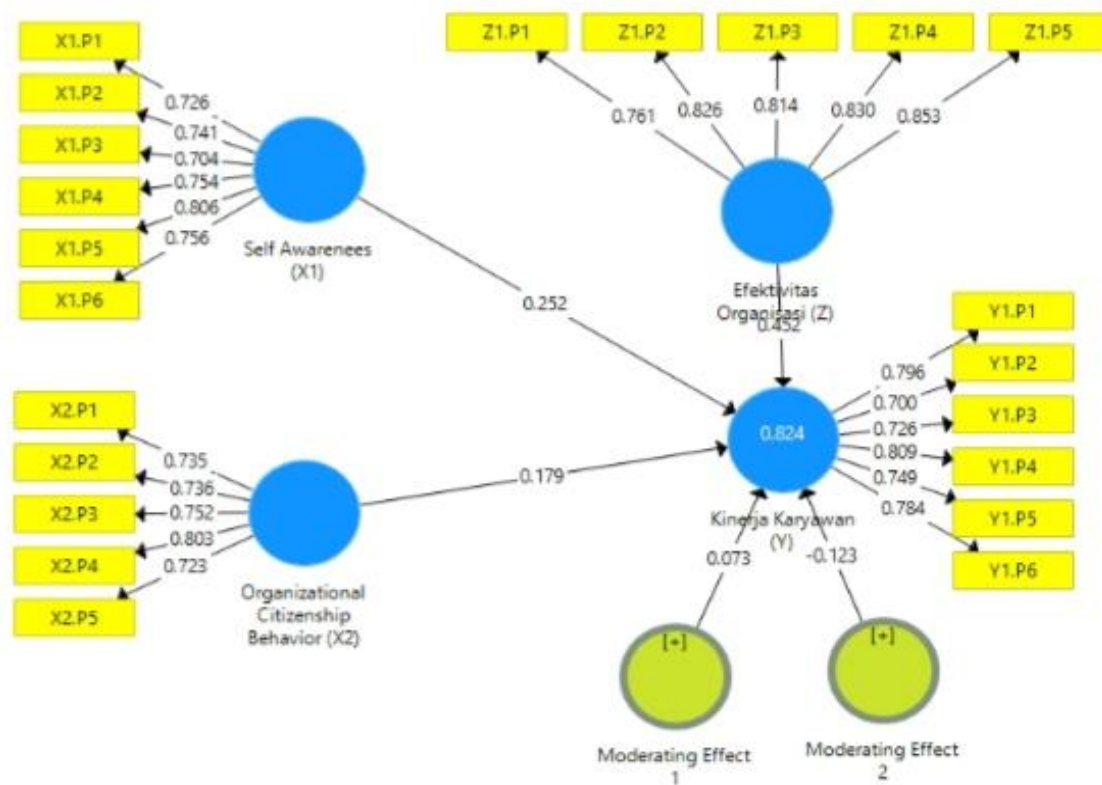 X1.P1
X1.P2
X1.P3
X1.P4
X1.P5
X1.P6
0.726
0.741
0.704
0.754
0.806
0.756
Self Awarenees
(X1)
Z1.P1
Z1.P2
Z1.P3
Z1.P4
Z1.P5
0.761
0.826
0.814
0.830
0.853
Efektivitas
Organisasi (Z)
0.252
0.452
X2.P1
X2.P2
X2.P3
X2.P4
X2.P5
0.735
0.736
0.752
0.803
0.723
Organizational
Citizenship
Behavior (X2)
0.179
0.824
Kinerja Karyawan
(Y)
0.796
0.700
0.726
0.809
0.749
0.784
Y1.P1
Y1.P2
Y1.P3
Y1.P4
Y1.P5
Y1.P6
0.073
-0.123
[+]
[+]
Moderating Effect
1
Moderating Effect
2